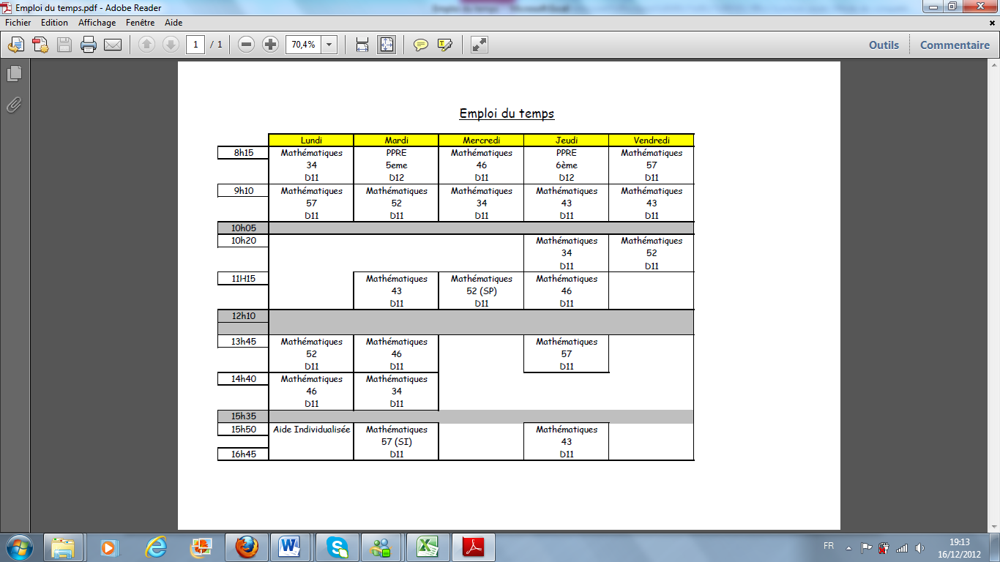 Emploi du temps.pdf - Adobe Reader
Fichier Edition Affichage Fenêtre Aide
1 / 1 70,4% Outils Commentaire
Emploi du temps
Lundi Mardi Mercredi Jeudi Vendredi
8h15 Mathématiques PPRE Mathématiques PPRE Mathématiques
34 5eme 46 6ème 57
D11 D12 D11 D12 D11
9h10 Mathématiques Mathématiques Mathématiques Mathématiques Mathématiques
57 52 34 43 43
D11 D11 D11 D11 D11
10h05
10h20 Mathématiques Mathématiques
34 52
D11 D11
11H15 Mathématiques Mathématiques Mathématiques
43 52 (SP) 46
D11 D11 D11
12h10
13h45 Mathématiques Mathématiques Mathématiques
52 46 57
D11 D11 D11
14h40 Mathématiques Mathématiques
46 34
D11 D11
15h35
15h50 Aide Individualisée Mathématiques Mathématiques
57 (SI) 43
16h45 D11 D11
FR 19:13
16/12/2012